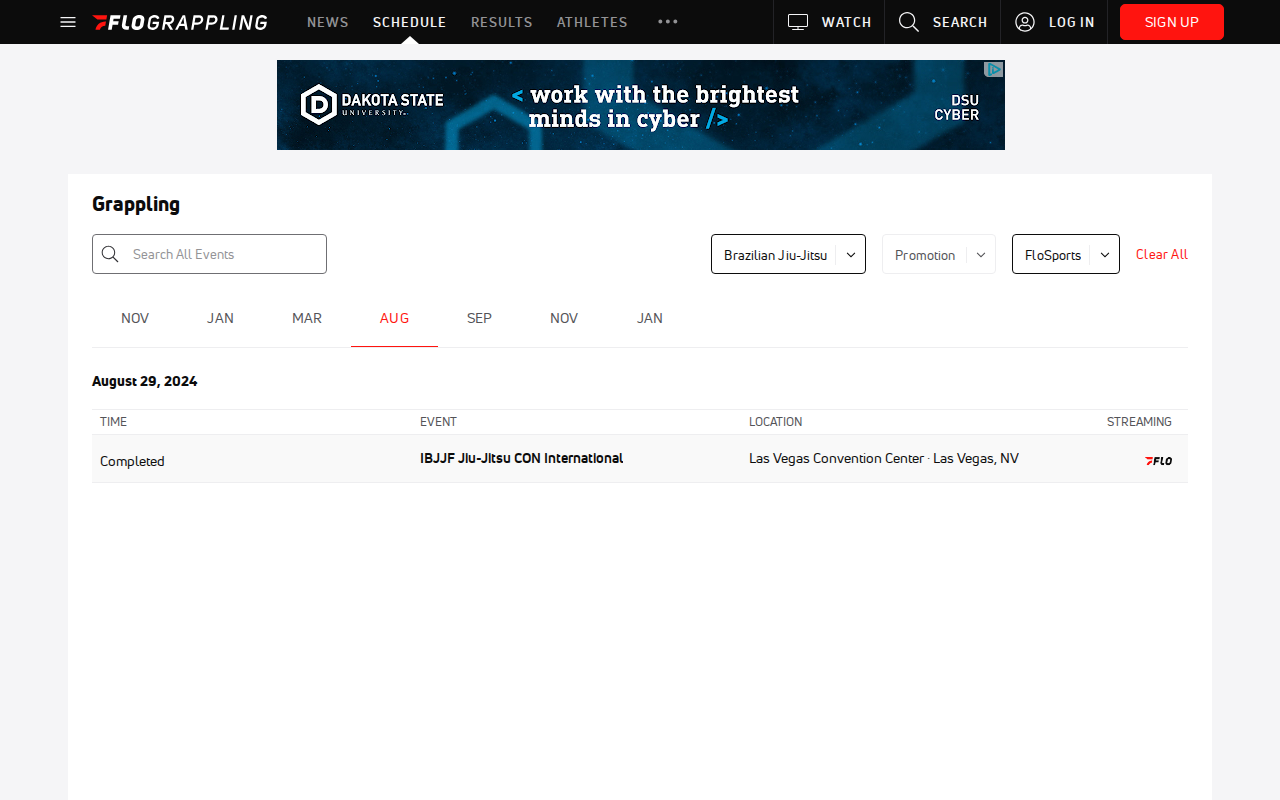 FLOGRAPPLING NEWS SCHEDULE RESULTS ATHLETES WATCH SEARCH LOG IN SIGN UP
DAKOTA STATE UNIVERSITY
< work with the brightest
minds in cyber />
DSU
CYBER
Grappling
Search All Events Brazilian Jiu-Jitsu Promotion FloSports Clear All
NOV JAN MAR AUG SEP NOV JAN
August 29, 2024
TIME EVENT LOCATION STREAMING
Completed IBJJF Jiu-Jitsu CON International Las Vegas Convention Center · Las Vegas, NV FLO